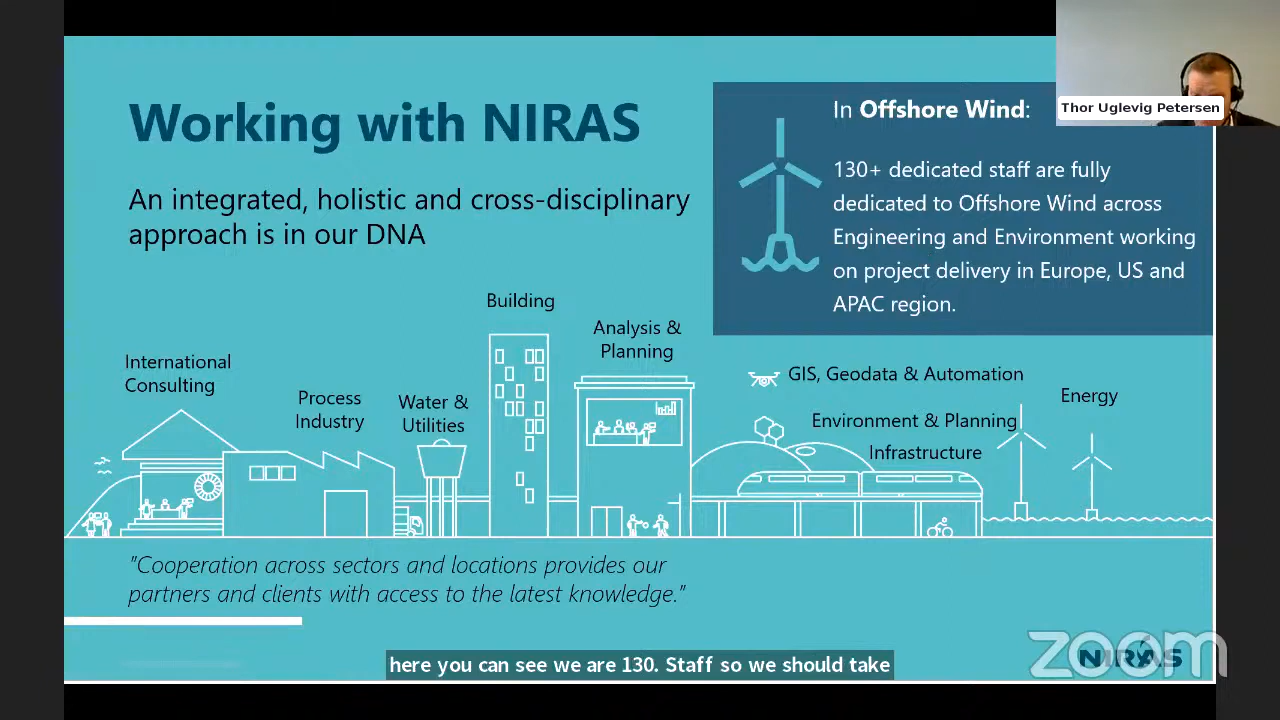 Working with NIRAS
An integrated, holistic and cross-disciplinary
approach is in our DNA
In Offshore Wind:
130+ dedicated staff are fully
dedicated to Offshore Wind across
Engineering and Environment working
on project delivery in Europe, US and
APAC region.
Thor Uglevig Petersen
International
Consulting
Process
Industry
Water &
Utilities
Building
Analysis &
Planning
GIS, Geodata & Automation
Environment & Planning
Infrastructure
Energy
"Cooperation across sectors and locations provides our
partners and clients with access to the latest knowledge."
here you can see we are 130. Staff so we should take
zoom
NIRAS